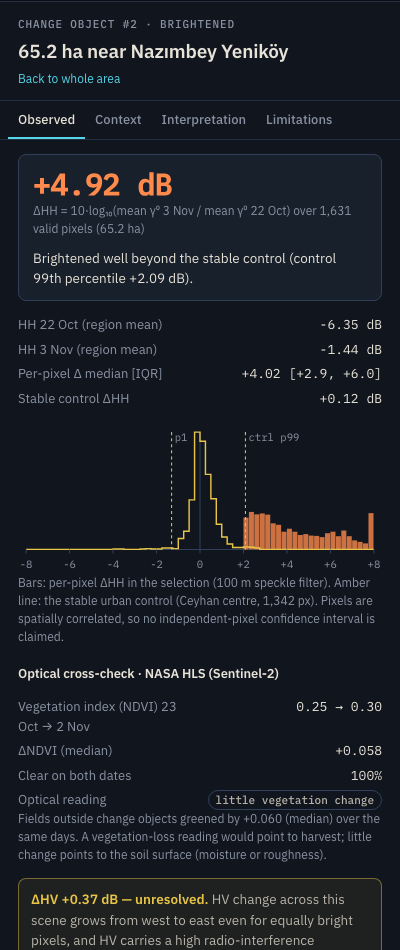 CHANGE OBJECT #2 · BRIGHTENED
65.2 ha near Nazımbey Yeniköy
Back to whole area
Observed Context Interpretation Limitations
+4.92 dB
ΔHH = 10·log₁₀(mean γ⁰ 3 Nov / mean γ⁰ 22 Oct) over 1,631
valid pixels (65.2 ha)
Brightened well beyond the stable control (control
99th percentile +2.09 dB).
HH 22 Oct (region mean) -6.35 dB
HH 3 Nov (region mean) -1.44 dB
Per-pixel Δ median [IQR] +4.02 [+2.9, +6.0]
Stable control ΔHH +0.12 dB
p1 ctrl p99
-8 -6 -4 -2 0 +2 +4 +6 +8
Bars: per-pixel ΔHH in the selection (100 m speckle filter). Amber
line: the stable urban control (Ceyhan centre, 1,342 px). Pixels are
spatially correlated, so no independent-pixel confidence interval is
claimed.
Optical cross-check · NASA HLS (Sentinel-2)
Vegetation index (NDVI) 23 0.25 → 0.30
Oct → 2 Nov
ΔNDVI (median) +0.058
Clear on both dates 100%
Optical reading little vegetation change
Fields outside change objects greened by +0.060 (median) over the
same days. A vegetation-loss reading would point to harvest; little
change points to the soil surface (moisture or roughness).
ΔHV +0.37 dB — unresolved. HV change across this
scene grows from west to east even for equally bright
pixels, and HV carries a high radio-interference